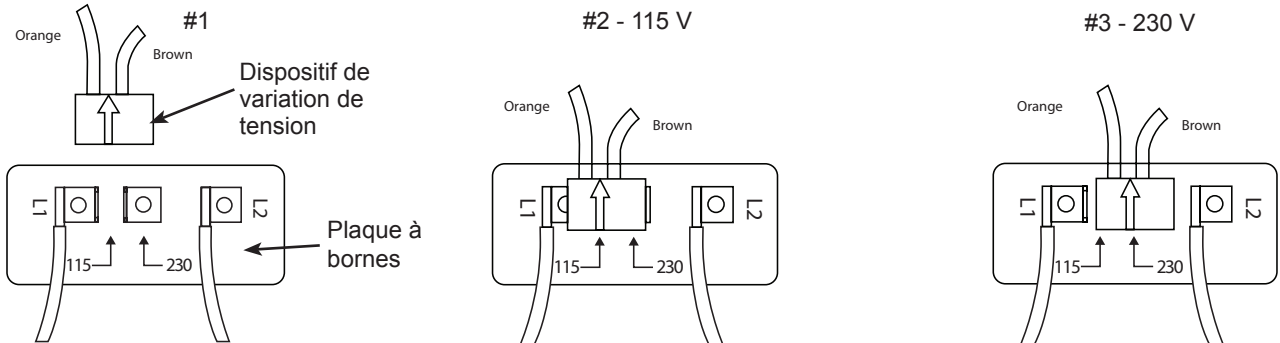 #1
Orange
Brown
Dispositif de
variation de
tension
L1
L2
115
230
Plaque à
bornes
#2 - 115 V
Orange
Brown
L1
L2
115
230
#3 - 230 V
Orange
Brown
L1
L2
115
230